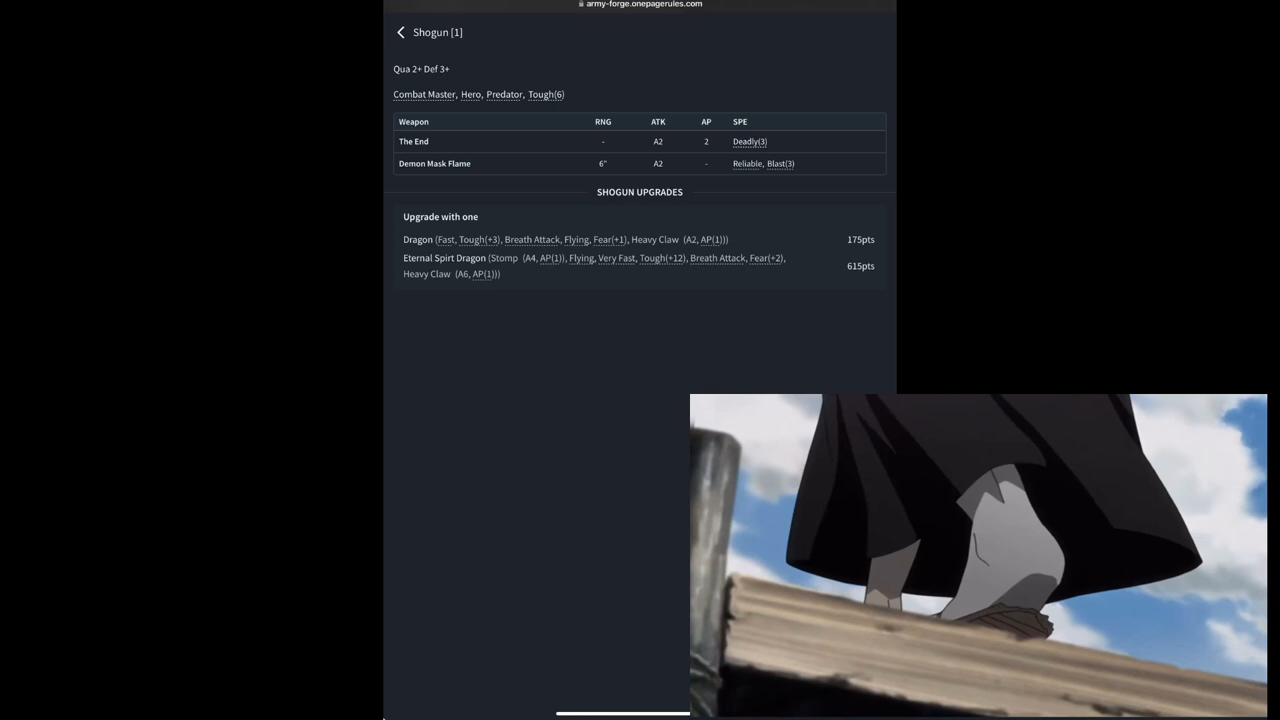 army-forge.onepagerules.com
Shogun [1]
Qua 2+ Def 3+
Combat Master, Hero, Predator, Tough(6)
Weapon RNG ATK AP SPE
The End - A2 2 Deadly(3)
Demon Mask Flame 6" A2 - Reliable, Blast(3)
SHOGUN UPGRADES
Upgrade with one
Dragon (Fast, Tough(+3), Breath Attack, Flying, Fear(+1), Heavy Claw (A2, AP(1))) 175pts
Eternal Spirt Dragon (Stomp (A4, AP(1)), Flying, Very Fast, Tough(+12), Breath Attack, Fear(+2), 615pts
Heavy Claw (A6, AP(1)))